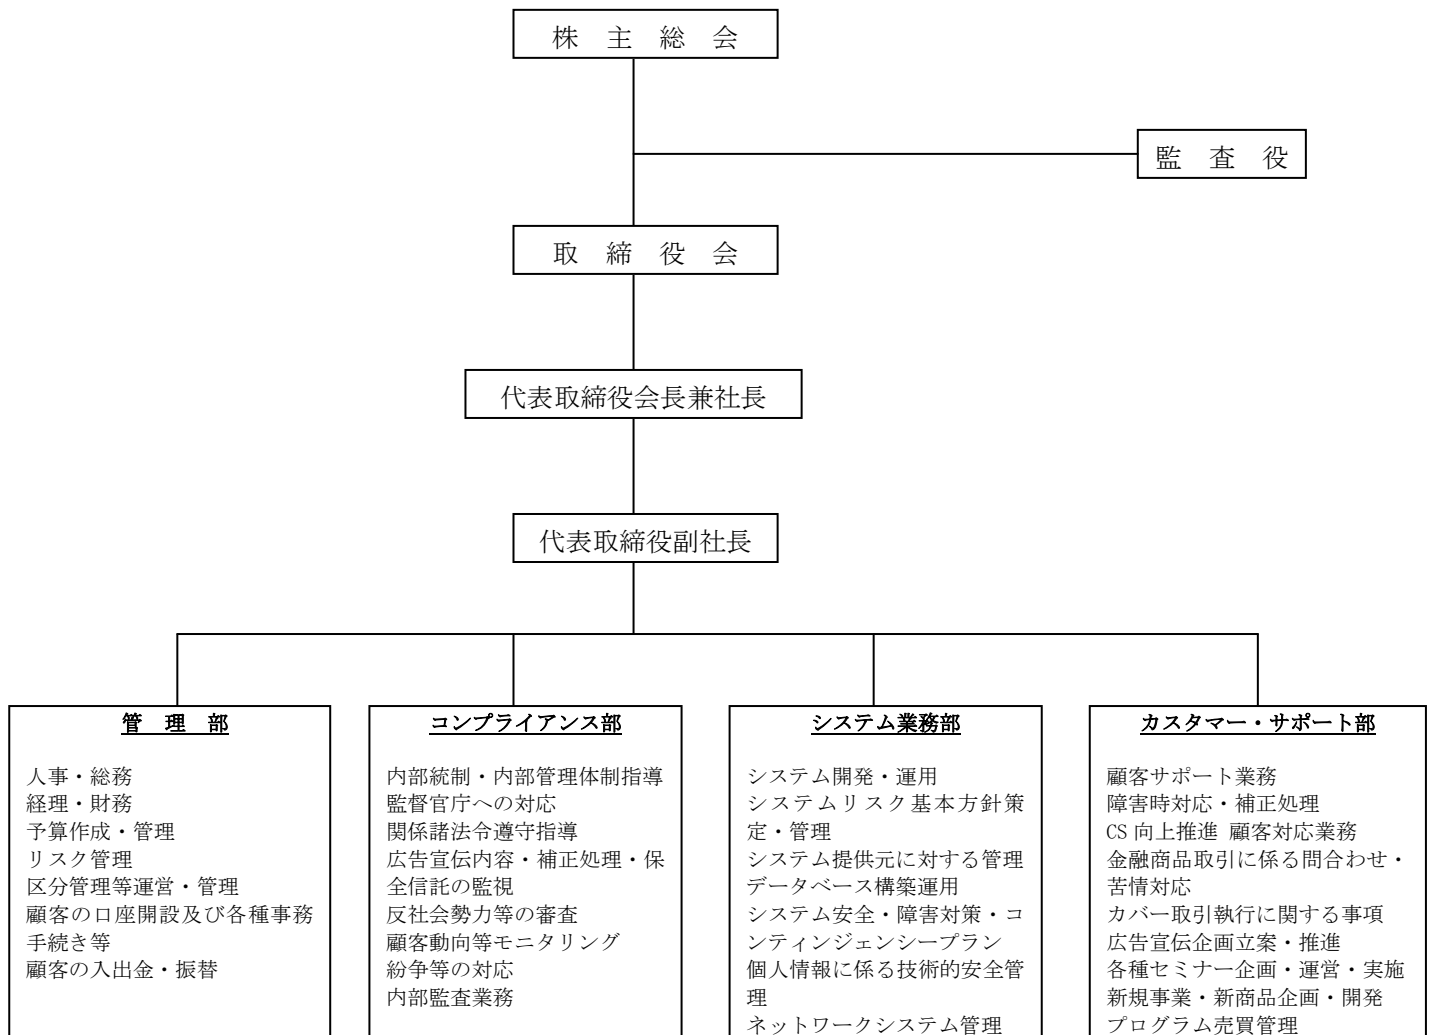 株　主　総　会
監　査　役
取　締　役　会
代表取締役会長兼社長
代表取締役副社長
管　理　部
人事・総務
経理・財務
予算作成・管理
リスク管理
区分管理等運営・管理
顧客の口座開設及び各種事務
手続き等
顧客の入出金・振替
コンプライアンス部
内部統制・内部管理体制指導
監督官庁への対応
関係諸法令遵守指導
広告宣伝内容・補正処理・保
全信託の監視
反社会勢力等の審査
顧客動向等モニタリング
紛争等の対応
内部監査業務
システム業務部
システム開発・運用
システムリスク基本方針策
定・管理
システム提供元に対する管理
データベース構築運用
システム安全・障害対策・コ
ンティンジェンシープラン
個人情報に係る技術的安全管
理
ネットワークシステム管理
カスタマー・サポート部
顧客サポート業務
障害時対応・補正処理
CS 向上推進 顧客対応業務
金融商品取引に係る問合わせ・
苦情対応
カバー取引執行に関する事項
広告宣伝企画立案・推進
各種セミナー企画・運営・実施
新規事業・新商品企画・開発
プログラム売買管理